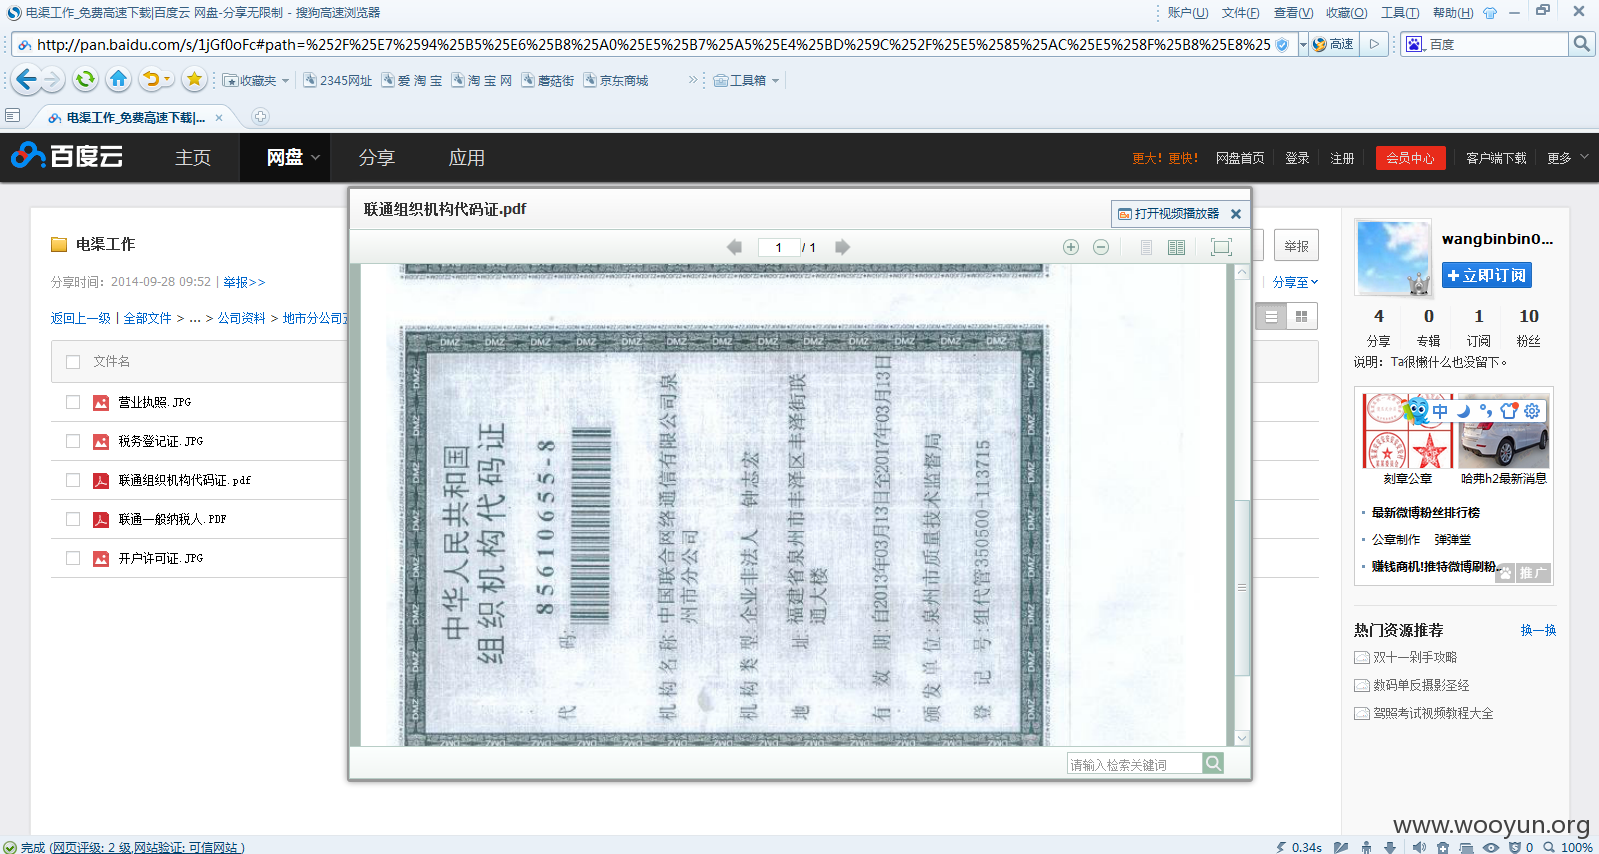 电渠工作_免费高速下载|百度云 网盘-分享无限制 - 搜狗高速浏览器
账户(U) 文件(F) 查看(V) 收藏(O) 工具(T) 帮助(H)
http://pan.baidu.com/s/1jGf0oFc#path=%252F%25E7%2594%25B5%25E6%25B8%25A0%25E5%25B7%25A5%25E4%25BD%259C%252F%25E5%2585%25AC%25E5%258F%25B8%25E8%25
高速
百度
收藏夹 2345网址 爱 淘 宝 淘 宝 网 蘑菇街 京东商城 » 工具箱
电渠工作_免费高速下载|...
百度云 主页 网盘 分享 应用
更大！更快！ 网盘首页 登录 注册 会员中心 客户端下载 更多
联通组织机构代码证.pdf
打开视频播放器
1 / 1
电渠工作
举报
分享时间：2014-09-28 09:52 | 举报>>
分享至
返回上一级 | 全部文件 > ... > 公司资料 > 地市分公司五
文件名
营业执照.JPG
税务登记证.JPG
联通组织机构代码证.pdf
联通一般纳税人.PDF
开户许可证.JPG
DMZ DMZ DMZ DMZ DMZ DMZ DMZ DMZ DMZ
中华人民共和国
组织机构代码证
代 码：85610655-8
机构名称：中国联合网络通信有限公司泉
州市分公司
机构类型：企业非法人 钟志宏
地 址：福建省泉州市丰泽区丰泽街联
通大楼
有 效 期：自2013年03月13日至2017年03月13日
颁发单位：泉州市质量技术监督局
登 记 号：组代管350500-113715
请输入检索关键词
wangbinbin0...
+立即订阅
4 0 1 10
分享 专辑 订阅 粉丝
说明：Ta很懒什么也没留下。
中
刻章公章 哈弗h2最新消息
最新微博粉丝排行榜
公章制作 弹弹堂
赚钱商机!推特微博刷粉..
推广
热门资源推荐 换一换
双十一剁手攻略
数码单反摄影圣经
驾照考试视频教程大全
www.wooyun.org
完成 (网页评级: 2 级,网站验证: 可信网站 )
0.34s 0 100%